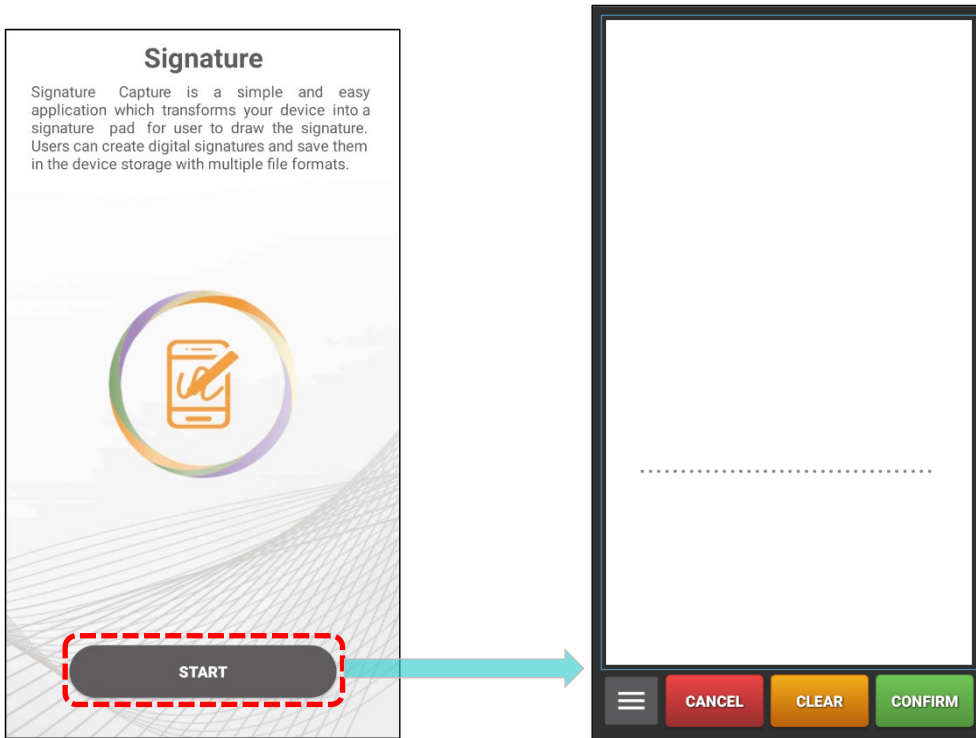 Signature
Signature Capture is a simple and easy
application which transforms your device into a
signature pad for user to draw the signature.
Users can create digital signatures and save them
in the device storage with multiple file formats.
START
CANCEL
CLEAR
CONFIRM